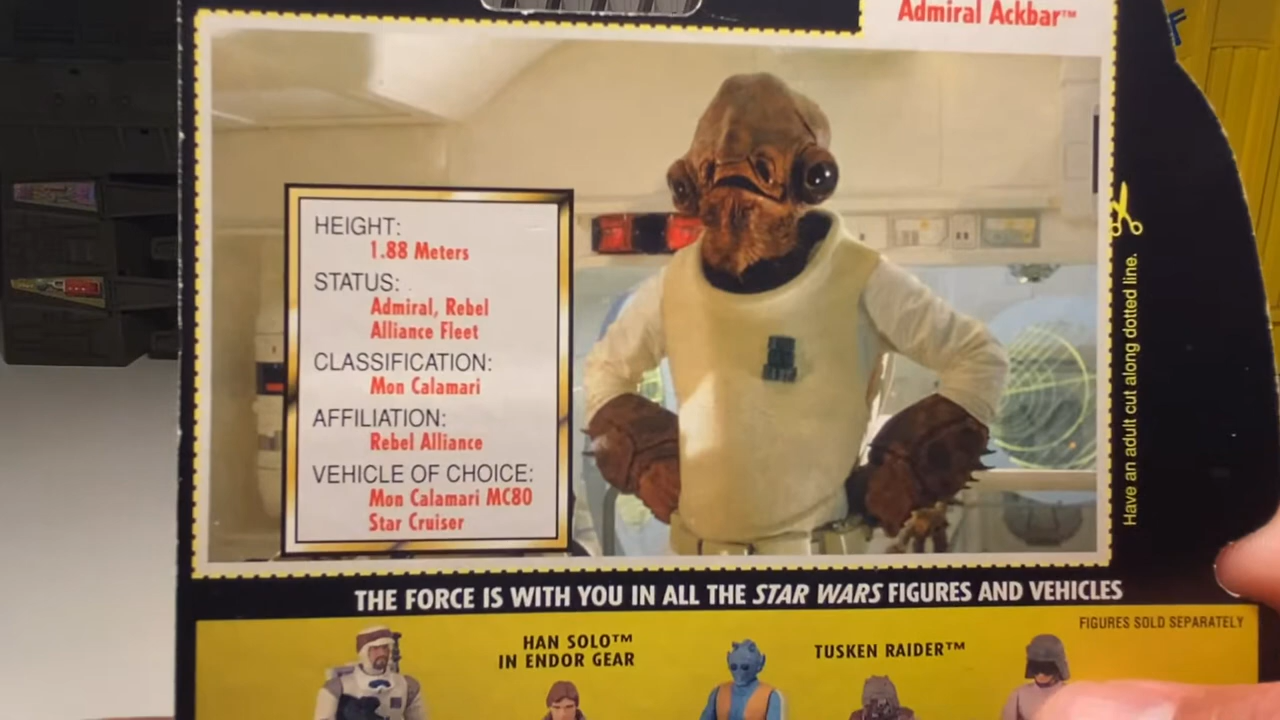 Admiral Ackbar™
HEIGHT:
1.88 Meters
STATUS:
Admiral, Rebel
Alliance Fleet
CLASSIFICATION:
Mon Calamari
AFFILIATION:
Rebel Alliance
VEHICLE OF CHOICE:
Mon Calamari MC80
Star Cruiser
Have an adult cut along dotted line.
THE FORCE IS WITH YOU IN ALL THE STAR WARS FIGURES AND VEHICLES
FIGURES SOLD SEPARATELY
HAN SOLO™
IN ENDOR GEAR
TUSKEN RAIDER™